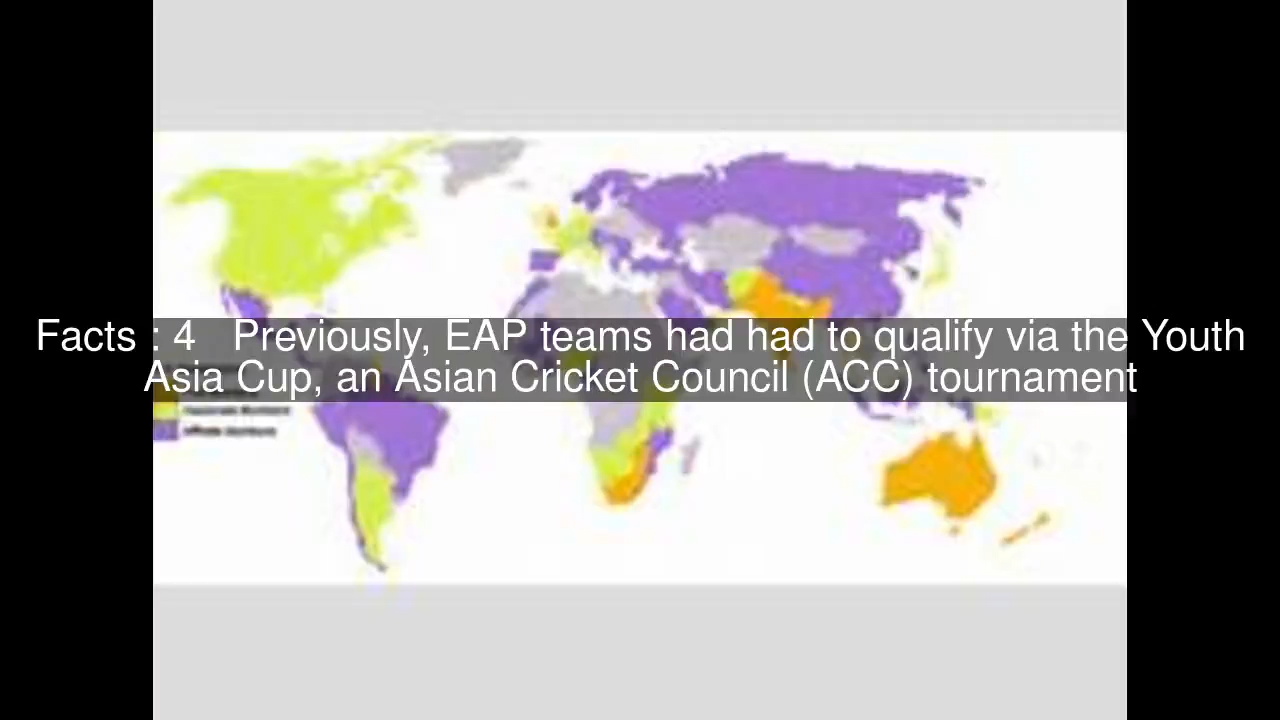 Facts : 4 Previously, EAP teams had had to qualify via the Youth
Asia Cup, an Asian Cricket Council (ACC) tournament